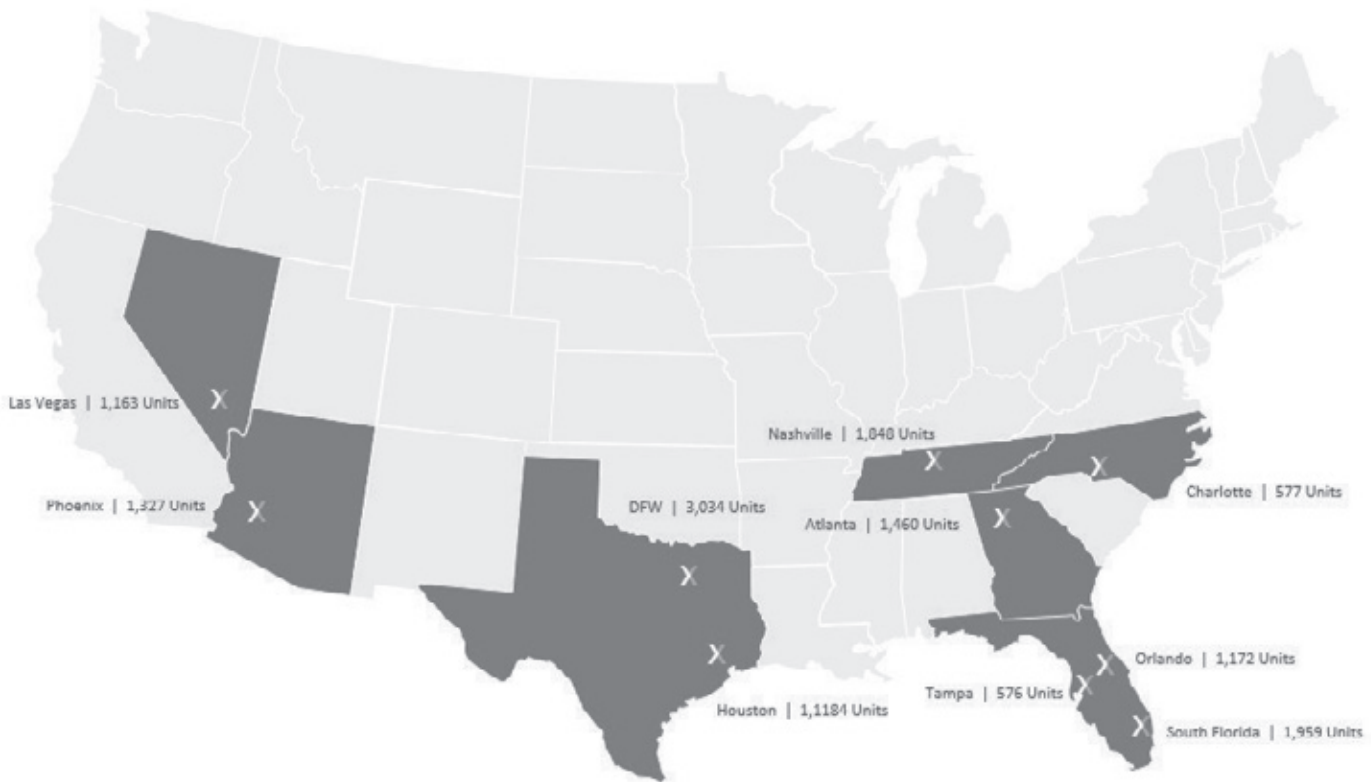 Las Vegas | 1,163 Units
Nashville | 1,848 Units
Charlotte | 577 Units
Phoenix | 1,327 Units
DFW | 3,034 Units
Atlanta | 1,460 Units
Orlando | 1,172 Units
Tampa | 576 Units
Houston | 1,1184 Units
South Florida | 1,959 Units